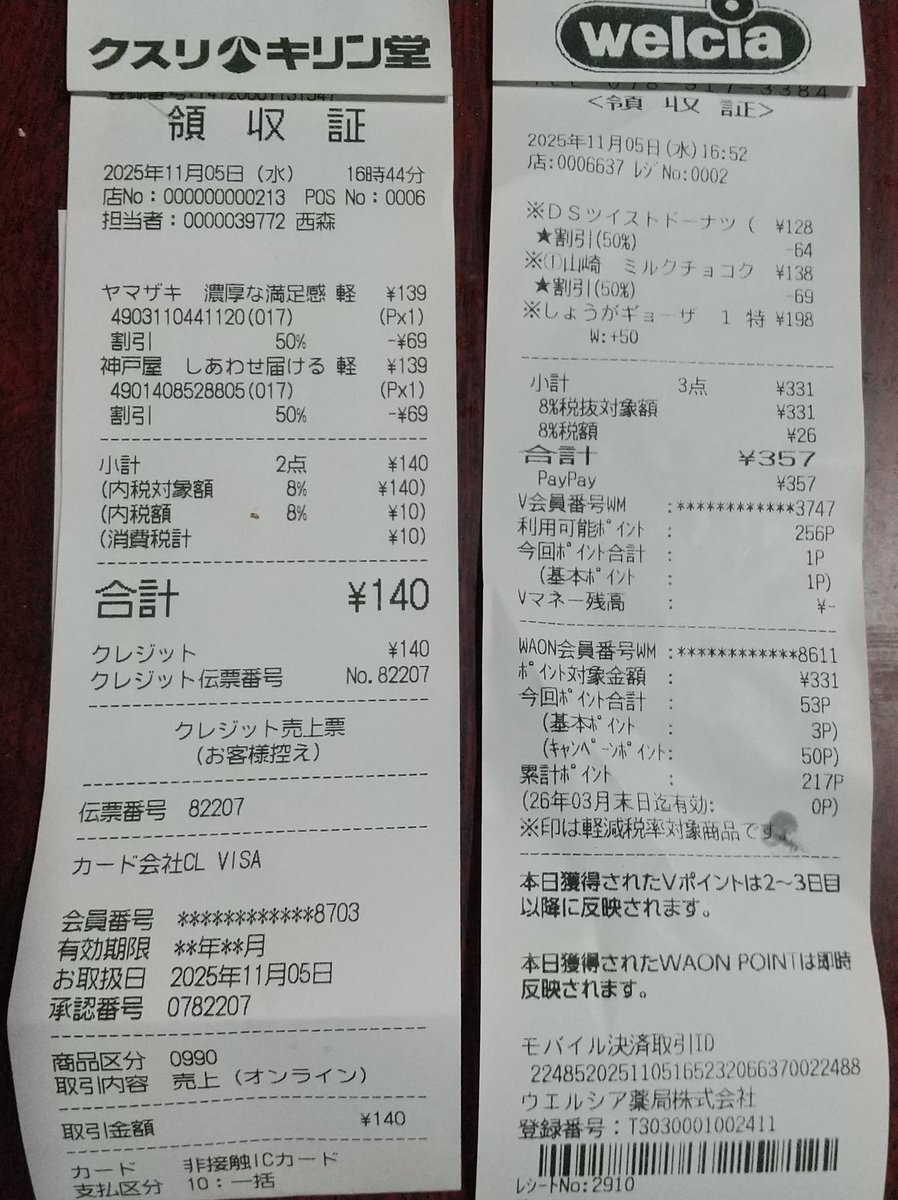 クスリ キリン堂
領 収 証
2025年11月05日(水) 16時44分
店No:000000000213 POS No:0006
担当者:0000039772 西森
ヤマザキ 濃厚な満足感 軽 ¥139
4903110441120(017) (Px1)
割引 50% -¥69
神戸屋 しあわせ届ける 軽 ¥139
4901408528805(017) (Px1)
割引 50% -¥69
小計 2点 ¥140
(内税対象額 8% ¥140)
(内税額 8% ¥10)
(消費税計 ¥10)
合計 ¥140
クレジット ¥140
クレジット伝票番号 No.82207
クレジット売上票
(お客様控え)
伝票番号 82207
カード会社CL VISA
会員番号 ************8703
有効期限 **年**月
お取扱日 2025年11月05日
承認番号 0782207
商品区分 0990
取引内容 売上(オンライン)
取引金額 ¥140
カード 非接触ICカード
支払区分 10:一括
welcia
<領収証>
2025年11月05日(水)16:52
店:0006637 レジNo:0002
※DSツイストドーナツ( ¥128
★割引(50%) -64
※①山崎 ミルクチョコク ¥138
★割引(50%) -69
※しょうがギョーザ 1 特 ¥198
W:+50
小計 3点 ¥331
8%税抜対象額 ¥331
8%税額 ¥26
合計 ¥357
PayPay ¥357
V会員番号WM :************3747
利用可能ポイント : 256P
今回ポイント合計 : 1P
(基本ポイント : 1P)
Vマネー残高 : ¥-
WAON会員番号WM :************8611
ポイント対象金額 : ¥331
今回ポイント合計 : 53P
(基本ポイント : 3P)
(キャンペーンポイント: 50P)
累計ポイント : 217P
(26年03月末日迄有効: 0P)
※印は軽減税率対象商品です。
本日獲得されたVポイントは2～3日目
以降に反映されます。
本日獲得されたWAON POINTは即時
反映されます。
モバイル決済取引ID
2248520251105165232066370022488
ウエルシア薬局株式会社
登録番号:T3030001002411
レシートNo:2910